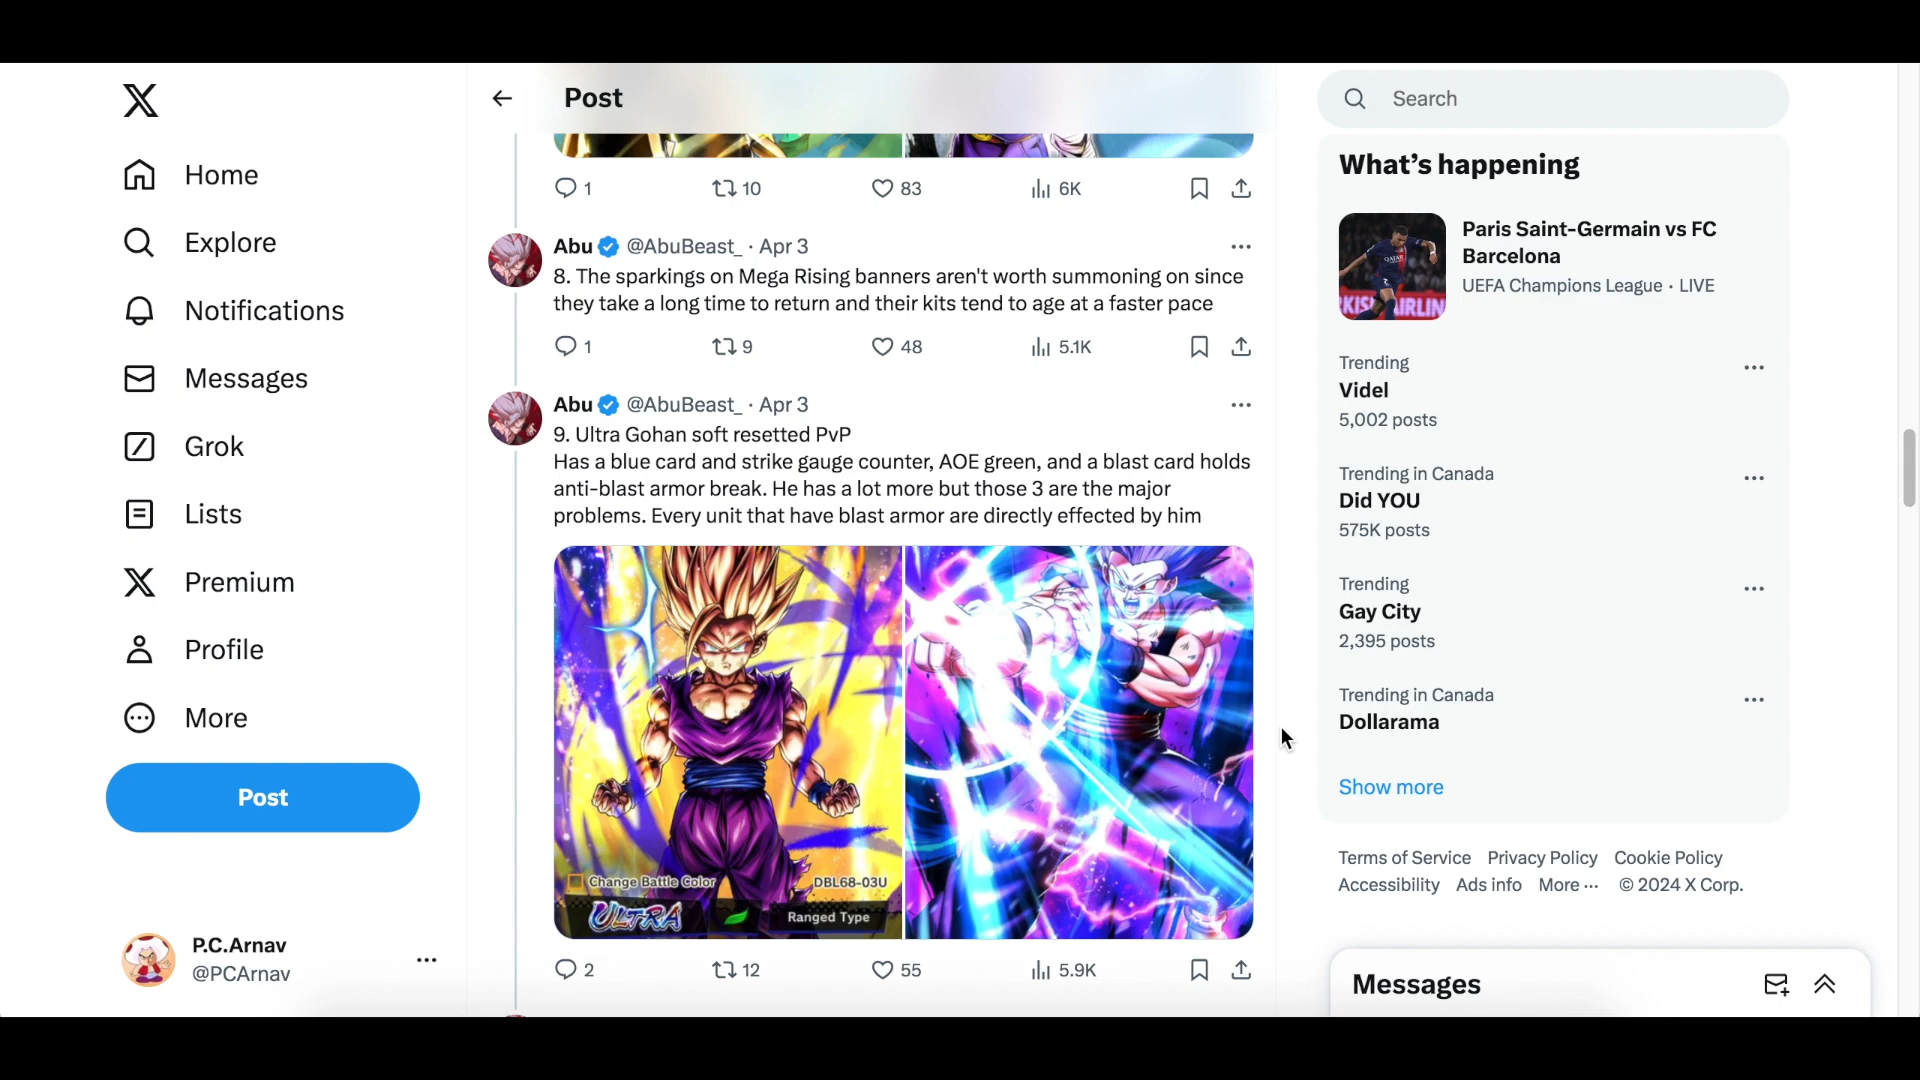 Home
Explore
Notifications
Messages
Grok
Lists
Premium
Profile
More
Post
P.C.Arnav
@PCArnav
Post
1
10
83
6K
Abu @AbuBeast_ · Apr 3
8. The sparkings on Mega Rising banners aren't worth summoning on since
they take a long time to return and their kits tend to age at a faster pace
1
9
48
5.1K
Abu @AbuBeast_ · Apr 3
9. Ultra Gohan soft resetted PvP
Has a blue card and strike gauge counter, AOE green, and a blast card holds
anti-blast armor break. He has a lot more but those 3 are the major
problems. Every unit that have blast armor are directly effected by him
Change Battle Color
DBL68-03U
ULTRA
Ranged Type
2
12
55
5.9K
Search
What's happening
QATAR
Paris Saint-Germain vs FC
Barcelona
UEFA Champions League · LIVE
Trending
Videl
5,002 posts
Trending in Canada
Did YOU
575K posts
Trending
Gay City
2,395 posts
Trending in Canada
Dollarama
Show more
Terms of Service Privacy Policy Cookie Policy
Accessibility Ads info More ··· © 2024 X Corp.
Messages